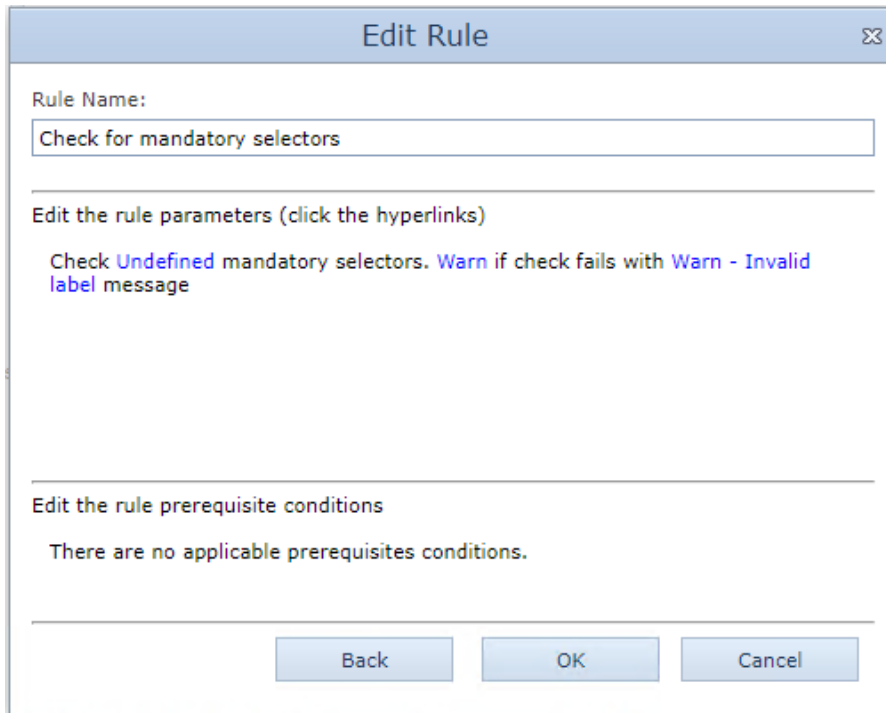 Edit Rule
Rule Name:
Check for mandatory selectors
Edit the rule parameters (click the hyperlinks)
Check Undefined mandatory selectors. Warn if check fails with Warn - Invalid
label message
Edit the rule prerequisite conditions
There are no applicable prerequisites conditions.
Back OK Cancel